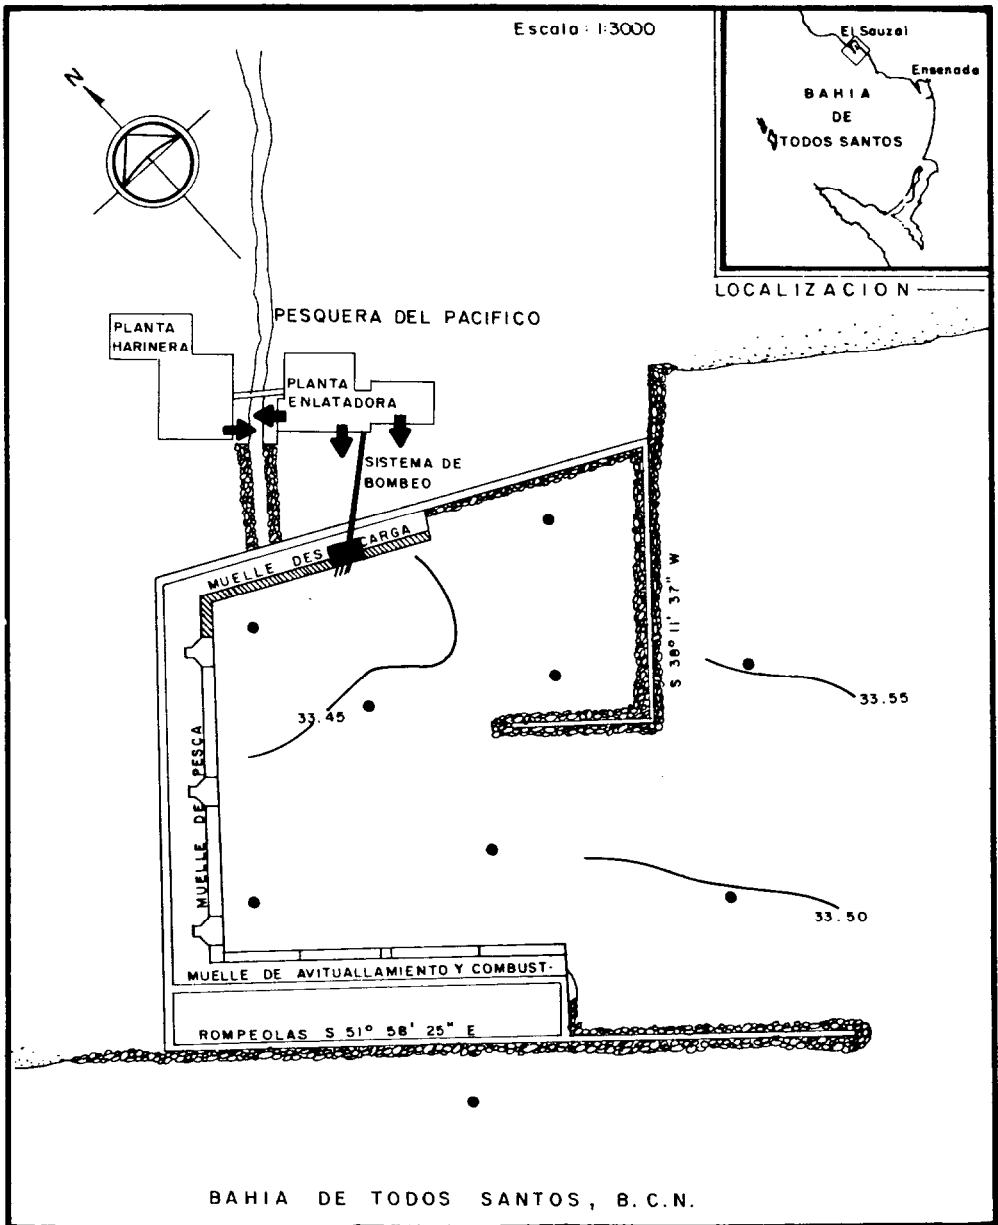 Escala: 1:3000
El Sauzal
Ensenada
BAHIA
DE
TODOS SANTOS
LOCALIZACION
N
PESQUERA DEL PACIFICO
PLANTA
HARINERA
PLANTA
ENLATADORA
SISTEMA DE
BOMBEO
MUELLE DES CARGA
S 38° 11' 37" W
33.45
33.55
MUELLE DE PESCA
33.50
MUELLE DE AVITUALLAMIENTO Y COMBUST.
ROMPEOLAS S 51° 58' 25" E
BAHIA DE TODOS SANTOS, B.C.N.